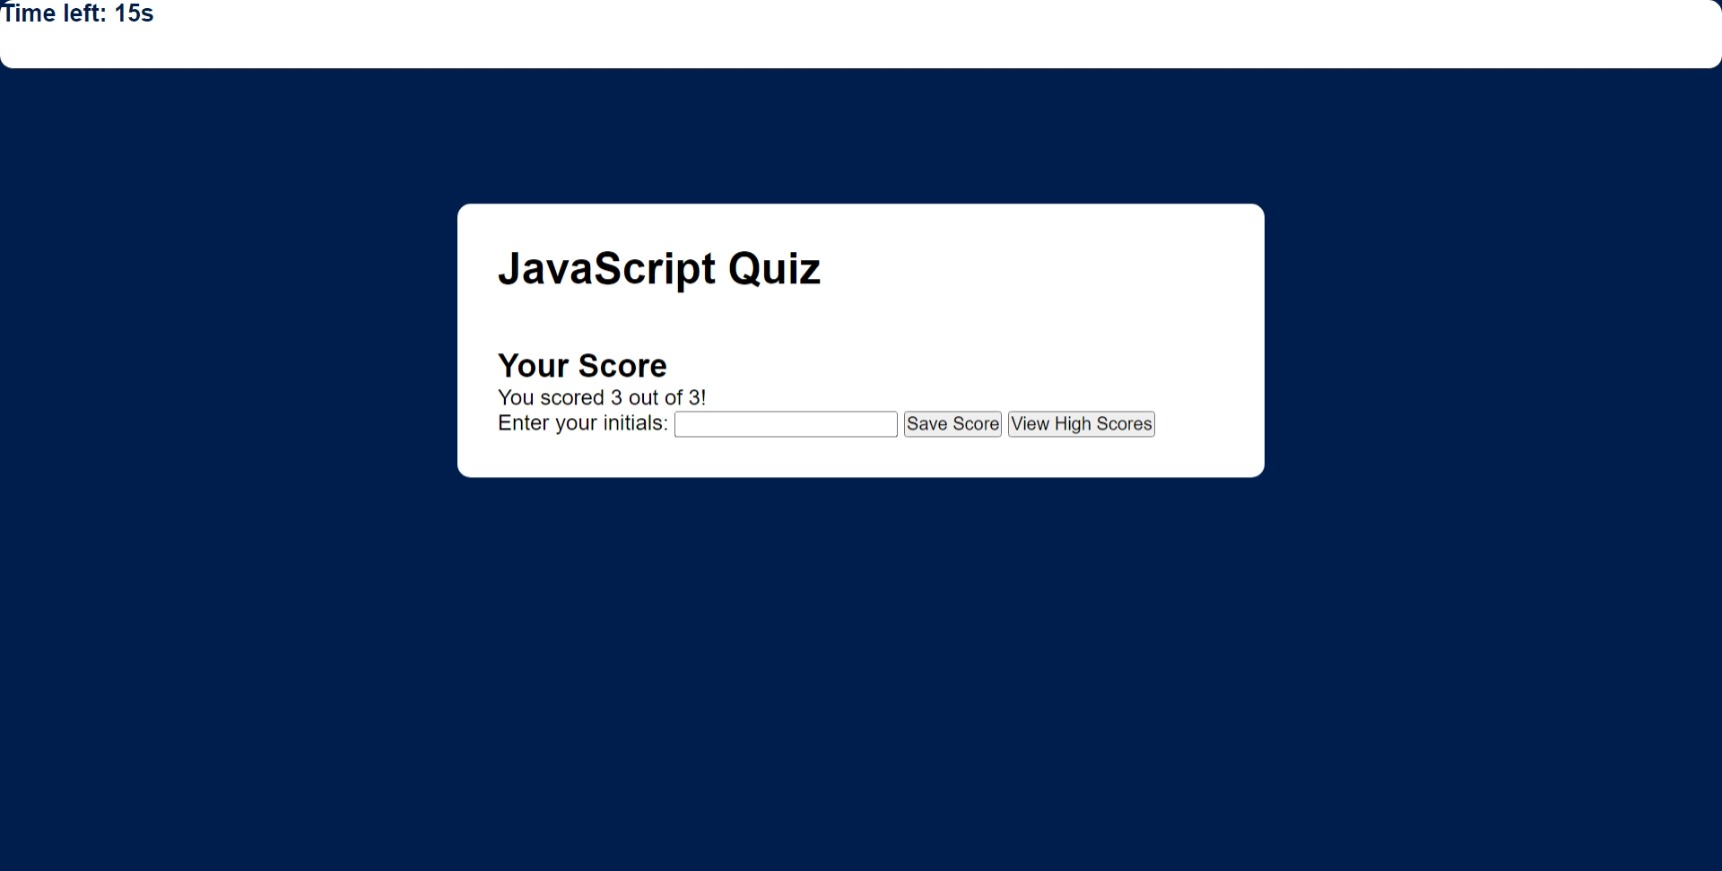 Time left: 15s
JavaScript Quiz
Your Score
You scored 3 out of 3!
Enter your initials: Save Score View High Scores